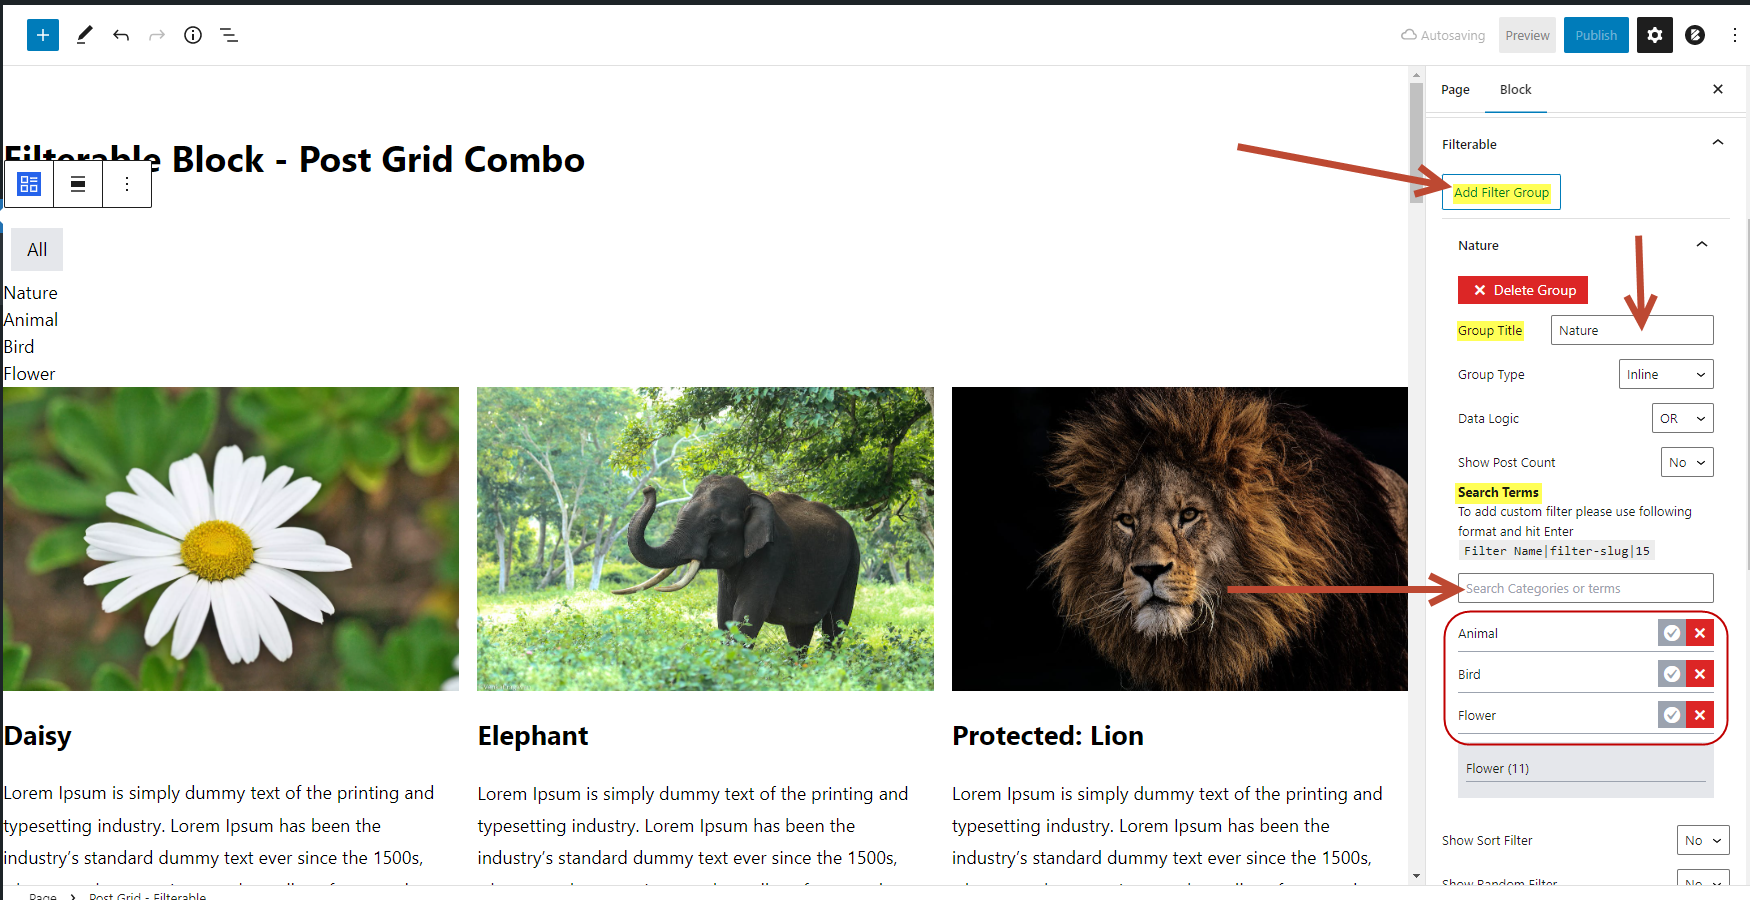 Autosaving
Preview
Publish
Filterable Block - Post Grid Combo
All
Nature
Animal
Bird
Flower
Daisy
Lorem Ipsum is simply dummy text of the printing and
typesetting industry. Lorem Ipsum has been the
industry’s standard dummy text ever since the 1500s,
Elephant
Lorem Ipsum is simply dummy text of the printing and
typesetting industry. Lorem Ipsum has been the
industry’s standard dummy text ever since the 1500s,
Protected: Lion
Lorem Ipsum is simply dummy text of the printing and
typesetting industry. Lorem Ipsum has been the
industry’s standard dummy text ever since the 1500s,
Page
Block
Filterable
Add Filter Group
Nature
Delete Group
Group Title Nature
Group Type Inline
Data Logic OR
Show Post Count No
Search Terms
To add custom filter please use following
format and hit Enter
Filter Name|filter-slug|15
Search Categories or terms
Animal
Bird
Flower
Flower (11)
Show Sort Filter No
Show Random Filter No
Page > Post Grid - Filterable